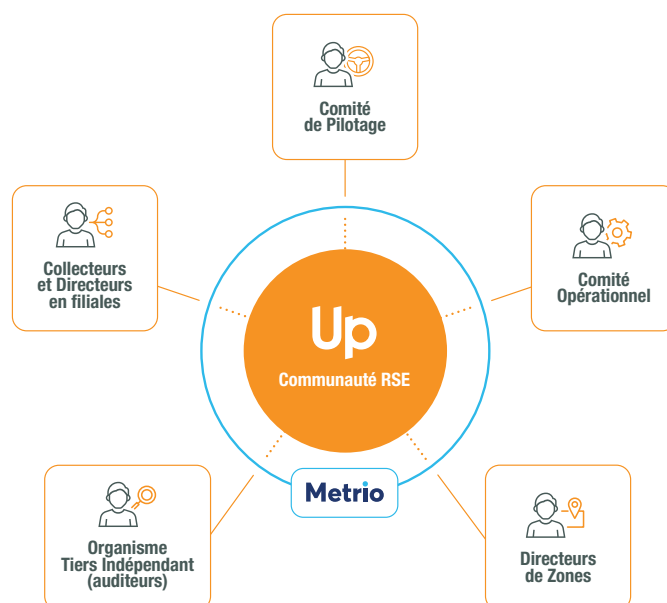 Comité
de Pilotage
Collecteurs
et Directeurs
en filiales
Comité
Opérationnel
Up
Communauté RSE
Metrio
Organisme
Tiers Indépendant
(auditeurs)
Directeurs
de Zones